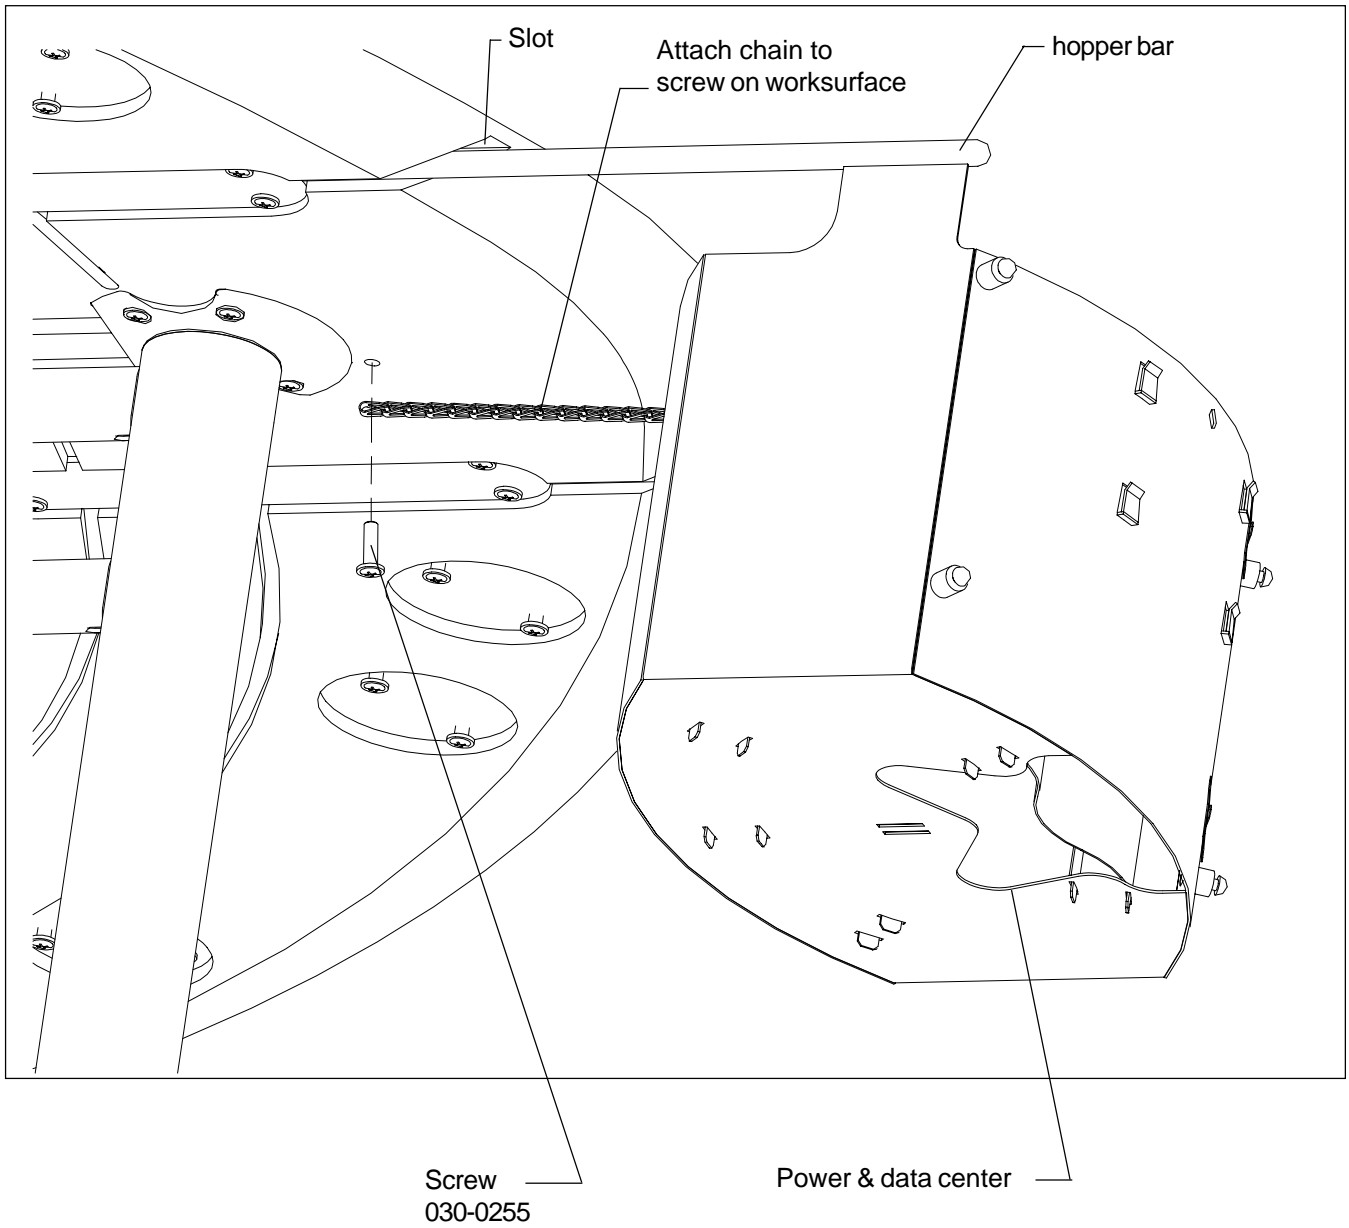 Slot
Attach chain to
screw on worksurface
hopper bar
Screw
030-0255
Power & data center